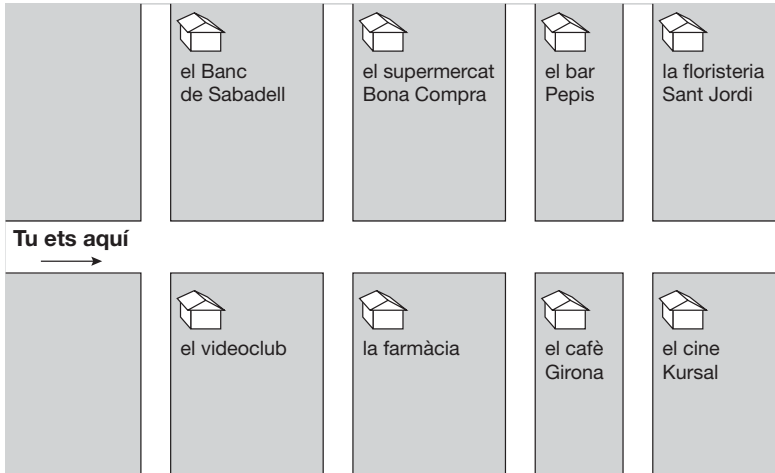 el Banc
de Sabadell
el supermercat
Bona Compra
el bar
Pepis
la floristeria
Sant Jordi
Tu ets aquí
el videoclub
la farmàcia
el cafè
Girona
el cine
Kursal